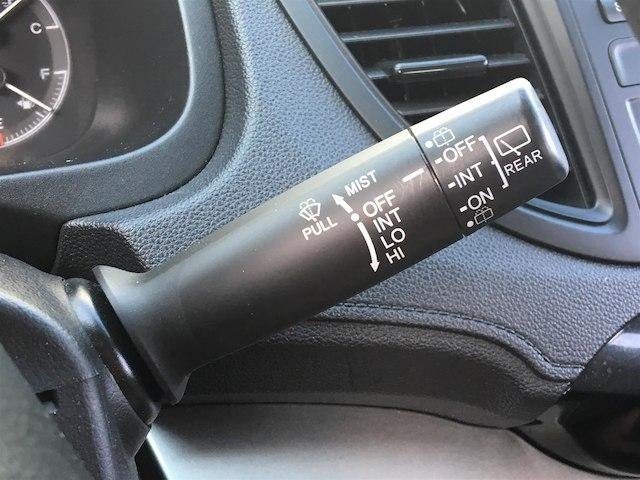 C
F
MIST
OFF
INT
LO
HI
PULL
OFF
INT
ON
REAR